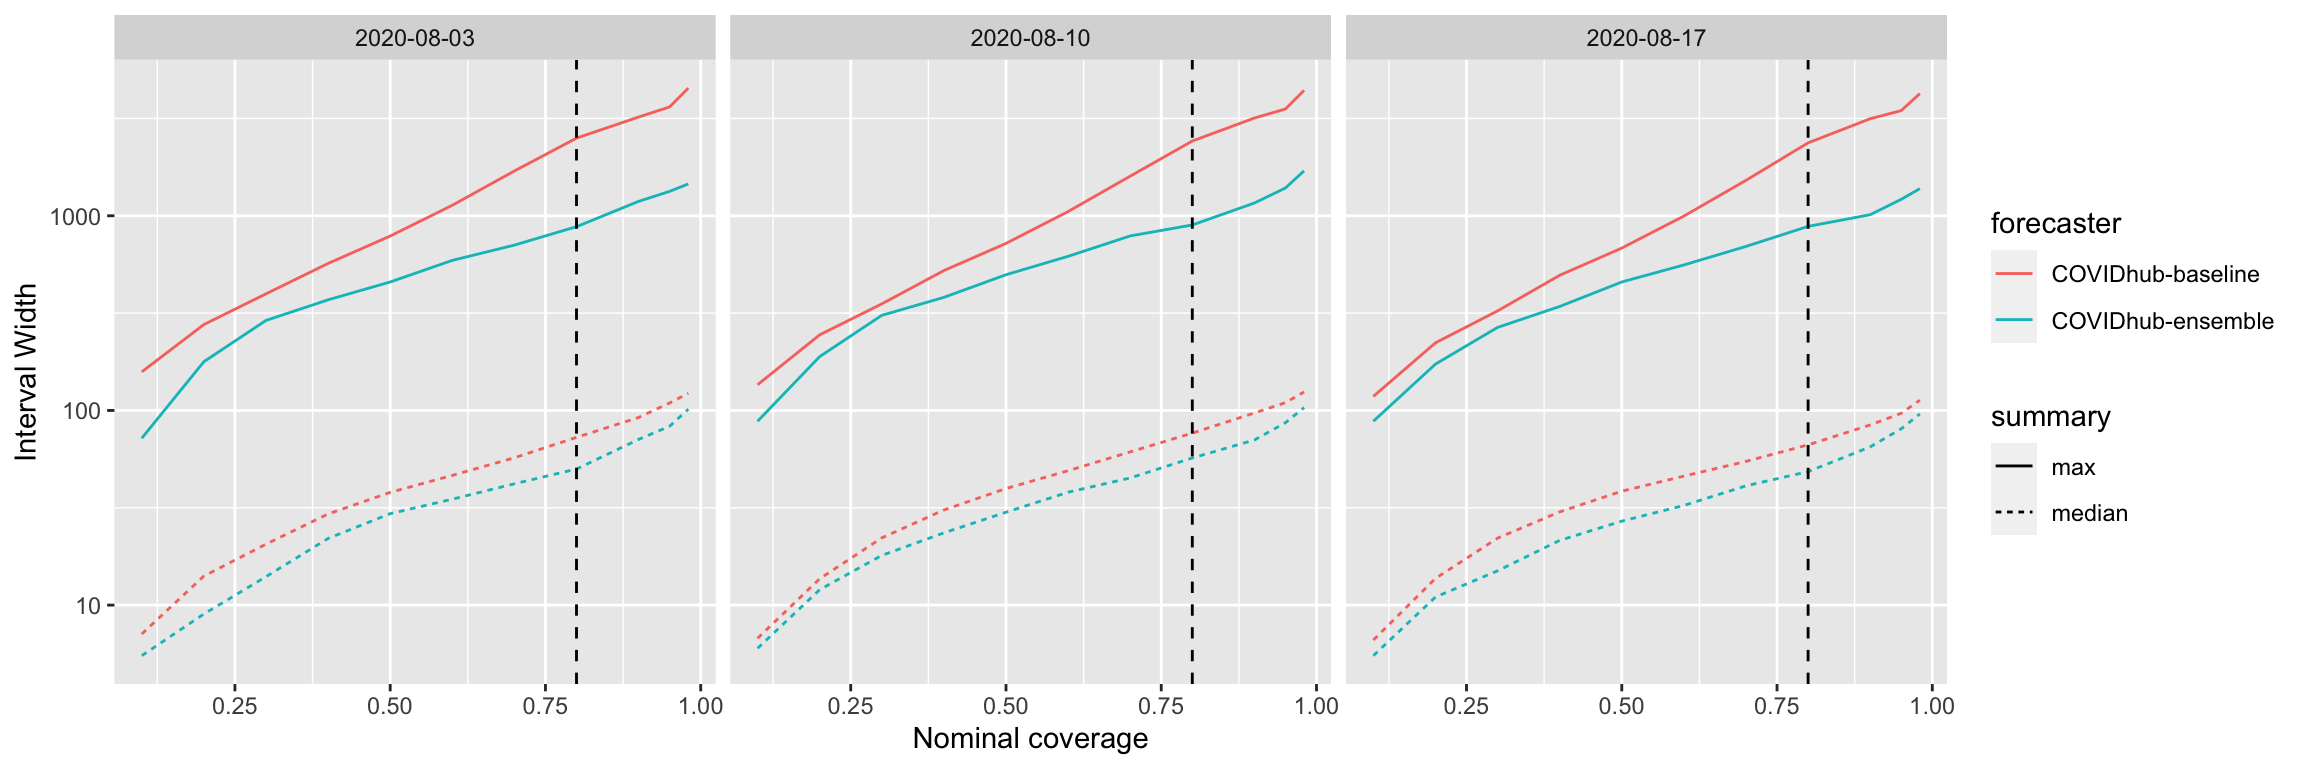 2020-08-03 2020-08-10 2020-08-17
Interval Width
1000
100
10
0.25 0.50 0.75 1.00 0.25 0.50 0.75 1.00 0.25 0.50 0.75 1.00
Nominal coverage
forecaster
COVIDhub-baseline
COVIDhub-ensemble
summary
max
median